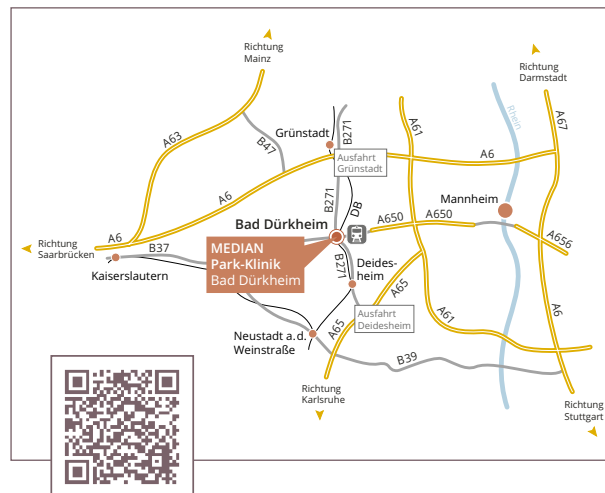 Richtung
Mainz
Richtung
Darmstadt
Rhein
A63
B47
Grünstadt
B271
A61
A67
Ausfahrt
Grünstadt
A6
A6
B271
DB
Mannheim
Bad Dürkheim
A650
A650
A6
Richtung
Saarbrücken
B37
MEDIAN
Park-Klinik
Bad Dürkheim
A656
Kaiserslautern
B271
Deides-
heim
A65
A6
Ausfahrt
Deidesheim
A61
Neustadt a.d.
Weinstraße
A65
B39
Richtung
Karlsruhe
Richtung
Stuttgart